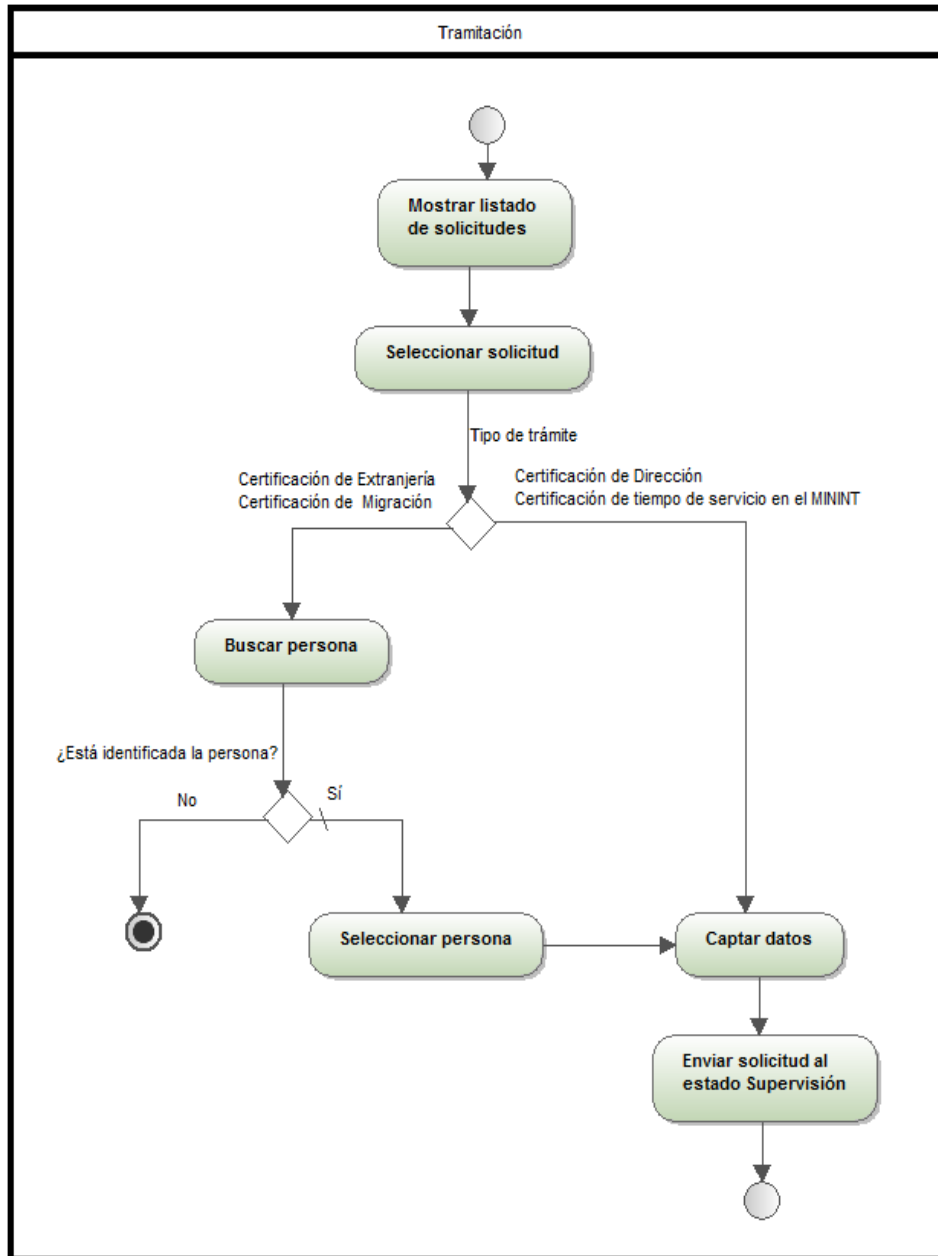 Tramitación
Mostrar listado
de solicitudes
Seleccionar solicitud
Tipo de trámite
Certificación de Extranjería
Certificación de Migración
Certificación de Dirección
Certificación de tiempo de servicio en el MININT
Buscar persona
¿Está identificada la persona?
No
Sí
Seleccionar persona
Captar datos
Enviar solicitud al
estado Supervisión